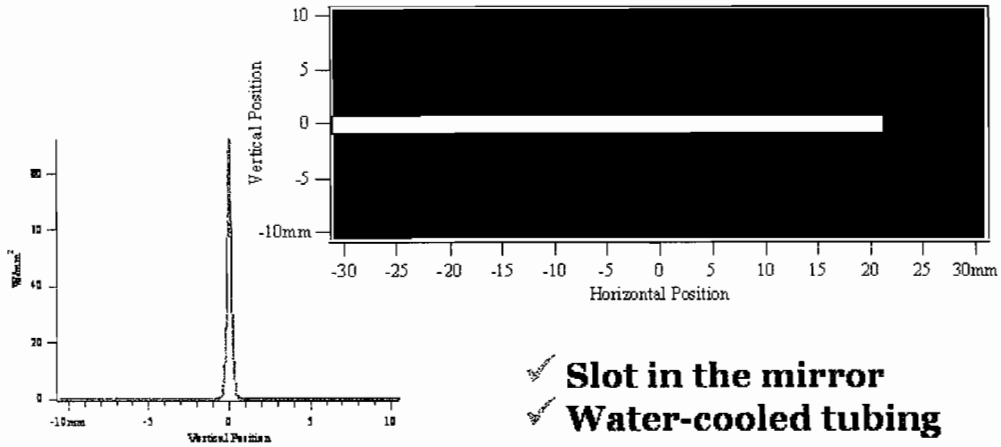 10
5
0
-5
-10mm
Vertical Position
-30 -25 -20 -15 -10 -5 0 5 10 15 20 25 30mm
Horizontal Position
W/mm²
80
40
20
0
-10mm -5 0 5 10
Vertical Position
✓ Slot in the mirror
✓ Water-cooled tubing